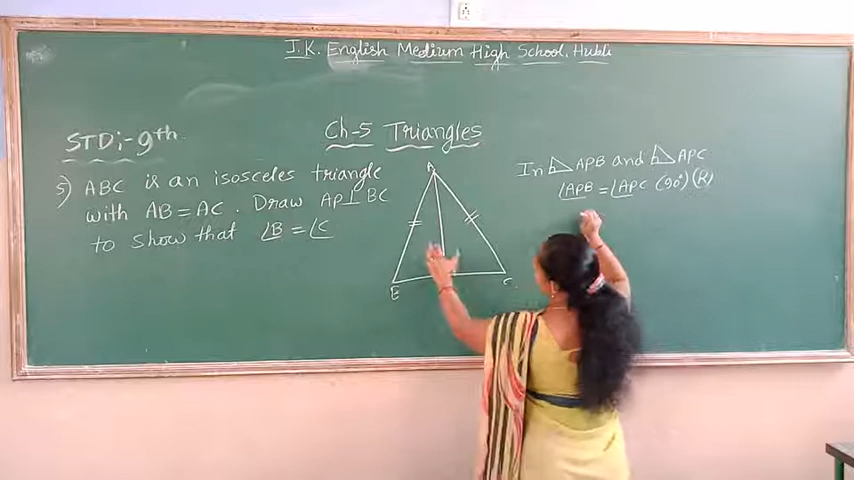 J.K. English Medium High School, Hubli
Ch-5 Triangles
STD:- 9th
5) ABC is an isosceles triangle
with AB = AC. Draw AP⊥BC
to show that ∠B = ∠C
A
B
C
In ◺APB and ◺APC
∠APB = ∠APC (90°)(R)